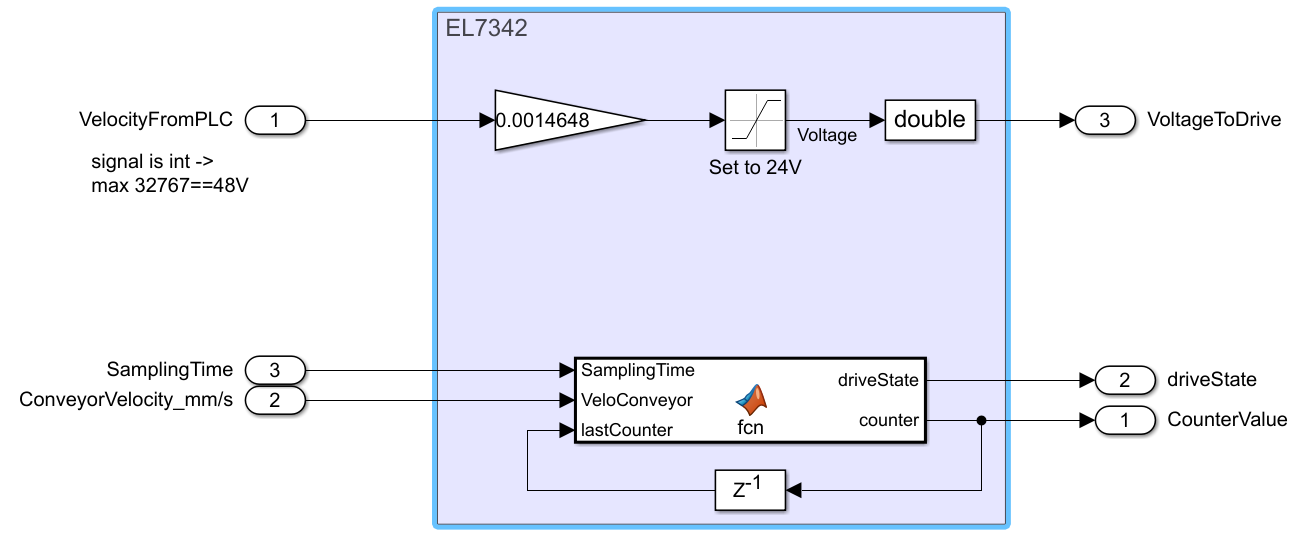 EL7342
VelocityFromPLC
1
0.0014648
Voltage
double
3
VoltageToDrive
signal is int ->
max 32767==48V
Set to 24V
SamplingTime
3
SamplingTime
driveState
2
driveState
ConveyorVelocity_mm/s
2
VeloConveyor
fcn
lastCounter
counter
1
CounterValue
Z-1